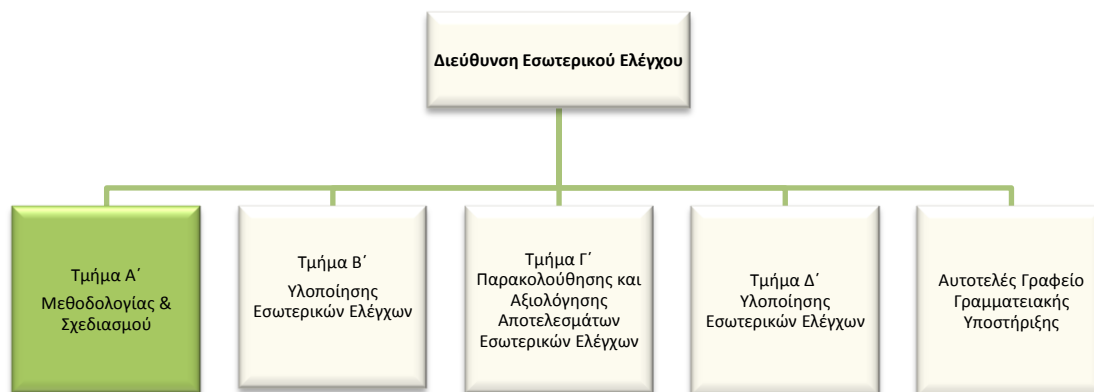 Διεύθυνση Εσωτερικού Ελέγχου
Τμήμα Α΄
Μεθοδολογίας &
Σχεδιασμού
Τμήμα Β΄
Υλοποίησης
Εσωτερικών Ελέγχων
Τμήμα Γ΄
Παρακολούθησης και
Αξιολόγησης
Αποτελεσμάτων
Εσωτερικών Ελέγχων
Τμήμα Δ΄
Υλοποίησης
Εσωτερικών Ελέγχων
Αυτοτελές Γραφείο
Γραμματειακής
Υποστήριξης